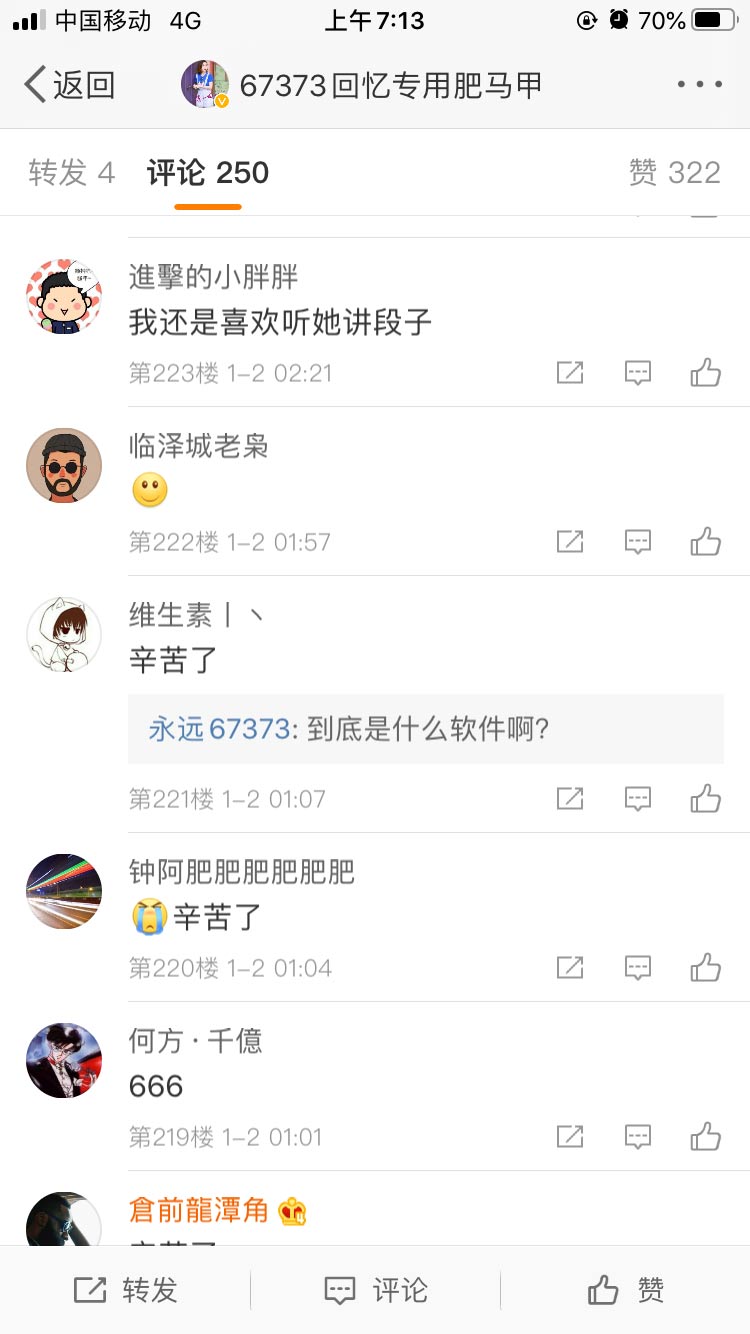 中国移动 4G 上午7:13 70%
返回 67373回忆专用肥马甲
转发 4 评论 250 赞 322
進擊的小胖胖
我还是喜欢听她讲段子
第223楼 1-2 02:21
临泽城老枭
第222楼 1-2 01:57
维生素丨丶
辛苦了
永远67373: 到底是什么软件啊?
第221楼 1-2 01:07
钟阿肥肥肥肥肥肥
辛苦了
第220楼 1-2 01:04
何方·千億
666
第219楼 1-2 01:01
倉前龍潭角
转发 评论 赞